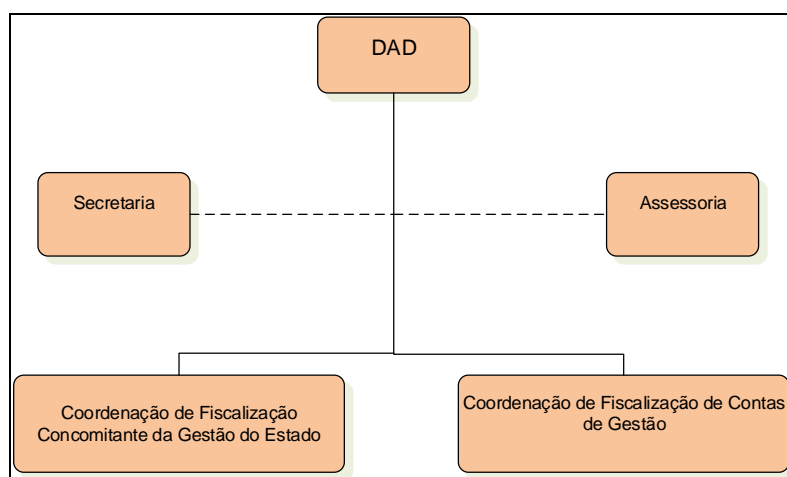 DAD
Secretaria
Assessoria
Coordenação de Fiscalização
Concomitante da Gestão do Estado
Coordenação de Fiscalização de Contas
de Gestão